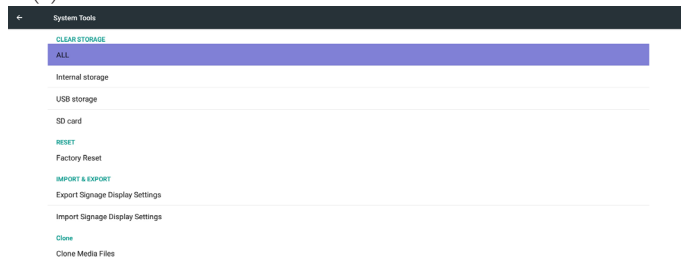 System Tools
CLEAR STORAGE
ALL
Internal storage
USB storage
SD card
RESET
Factory Reset
IMPORT & EXPORT
Export Signage Display Settings
Import Signage Display Settings
Clone
Clone Media Files